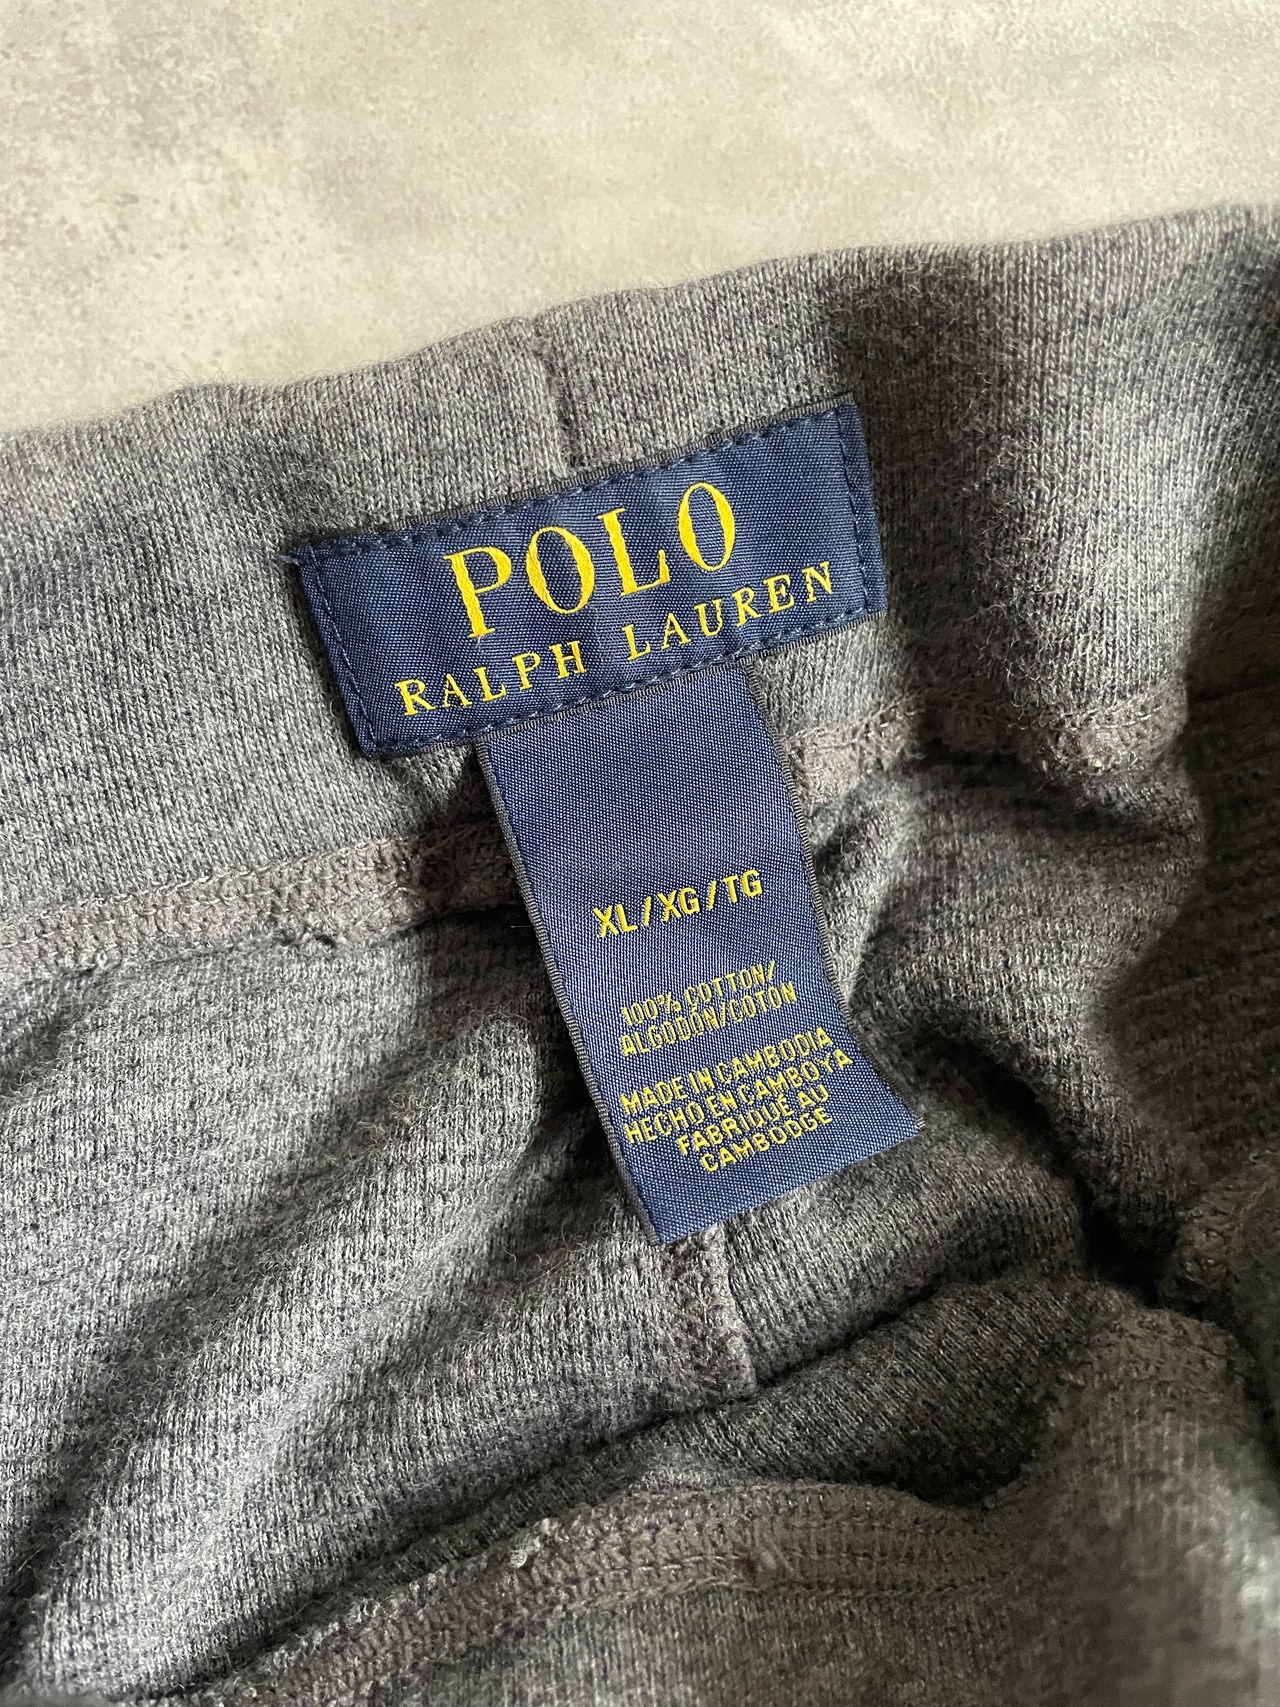 POLO
RALPH LAUREN
XL/XG/TG
100% COTTON/
ALGODÓN/COTON
MADE IN CAMBODIA
HECHO EN CAMBOYA
FABRIQUÉ AU
CAMBODGE